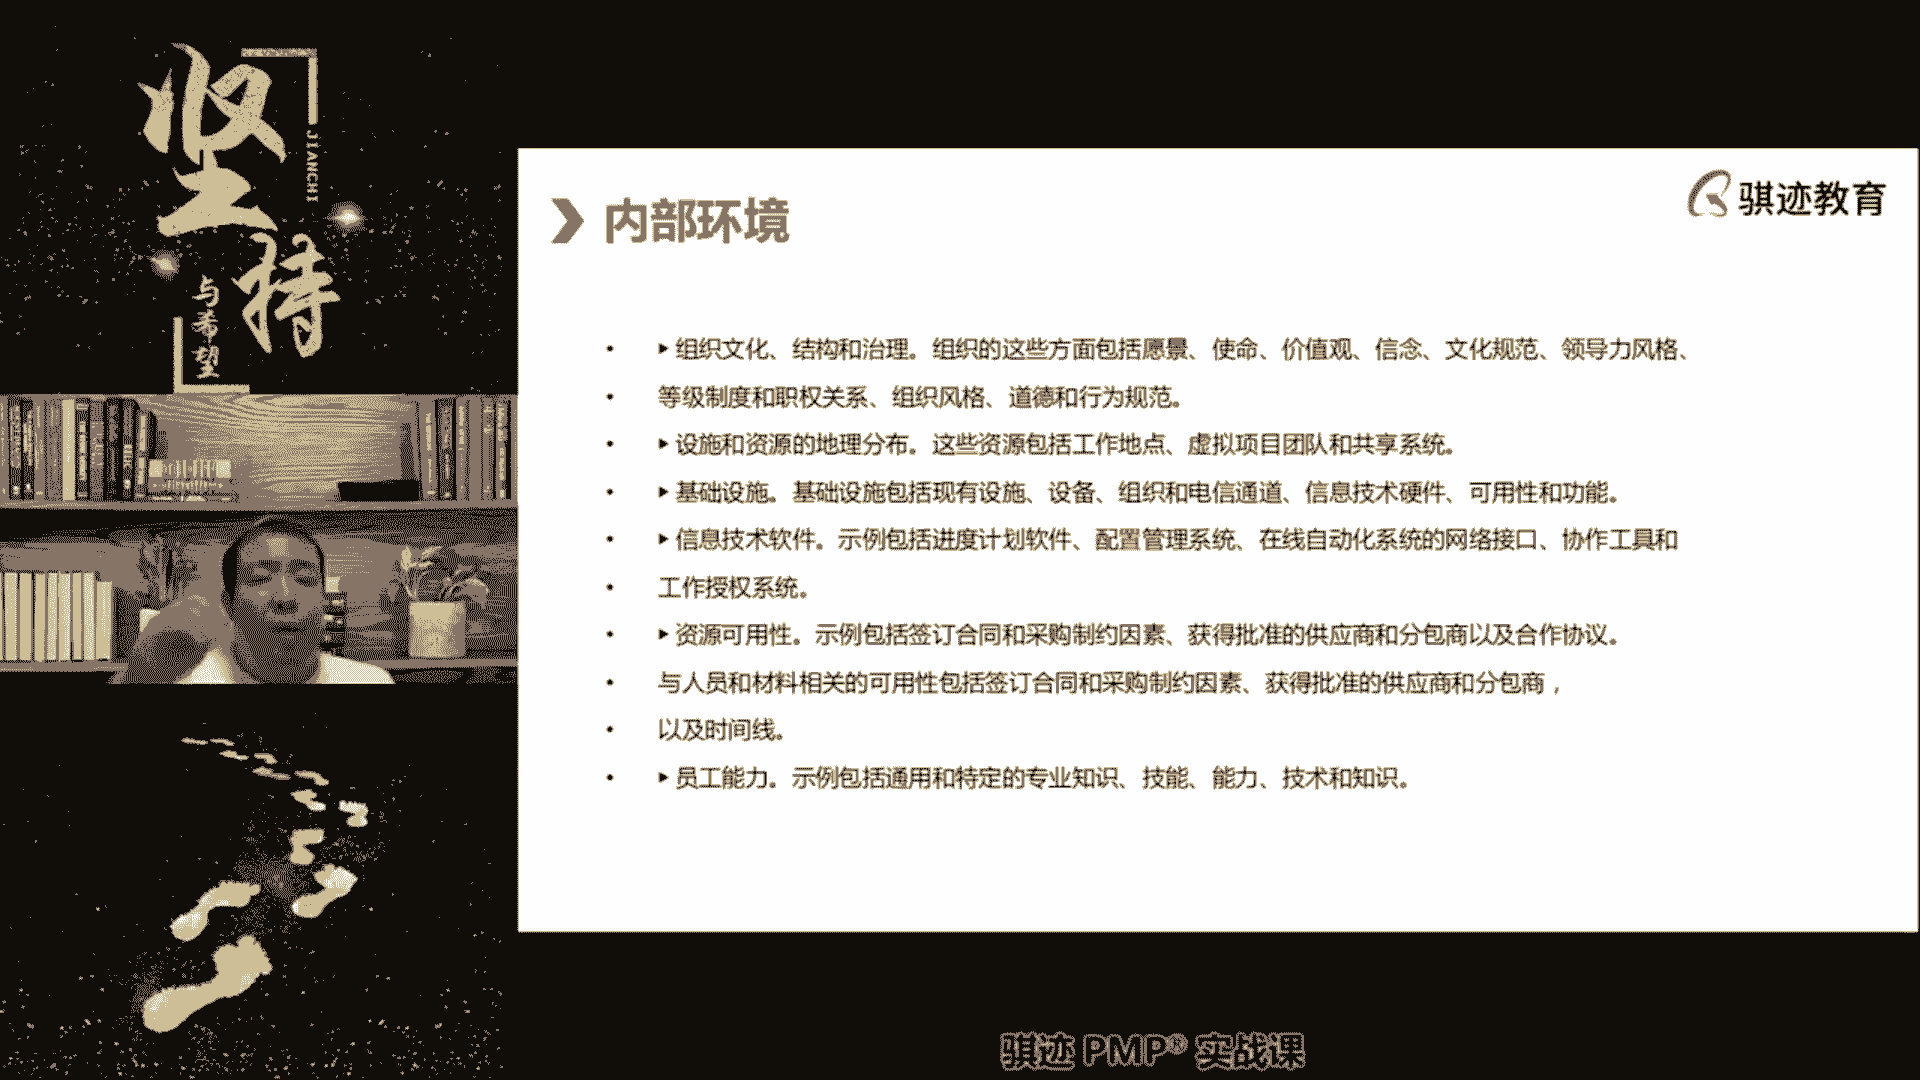 坚持
JIANCHI
与希望
骐迹教育
内部环境
• ▸组织文化、结构和治理。组织的这些方面包括愿景、使命、价值观、信念、文化规范、领导力风格、
• 等级制度和职权关系、组织风格、道德和行为规范。
• ▸设施和资源的地理分布。这些资源包括工作地点、虚拟项目团队和共享系统。
• ▸基础设施。基础设施包括现有设施、设备、组织和电信通道、信息技术硬件、可用性和功能。
• ▸信息技术软件。示例包括进度计划软件、配置管理系统、在线自动化系统的网络接口、协作工具和
• 工作授权系统。
• ▸资源可用性。示例包括签订合同和采购制约因素、获得批准的供应商和分包商以及合作协议。
• 与人员和材料相关的可用性包括签订合同和采购制约因素、获得批准的供应商和分包商，
• 以及时间线。
• ▸员工能力。示例包括通用和特定的专业知识、技能、能力、技术和知识。
骐迹 PMP® 实战课